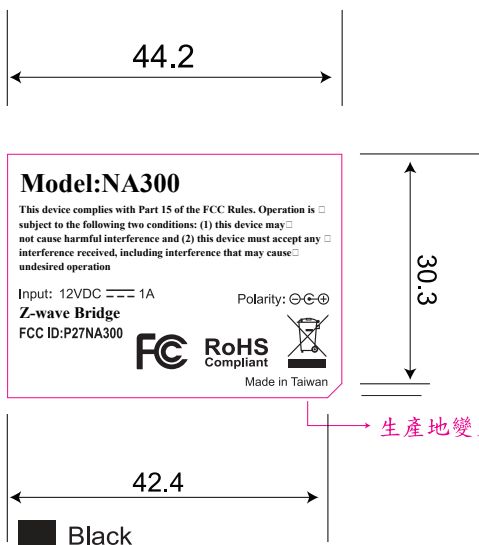 44.2
Model:NA300
This device complies with Part 15 of the FCC Rules. Operation is □
subject to the following two conditions: (1) this device may□
not cause harmful interference and (2) this device must accept any □
interference received, including interference that may cause□
undesired operation
Input: 12VDC 1A
Polarity:
Z-wave Bridge
FCC ID:P27NA300
FC
RoHS
Compliant
Made in Taiwan
30.3
生產地變
42.4
Black